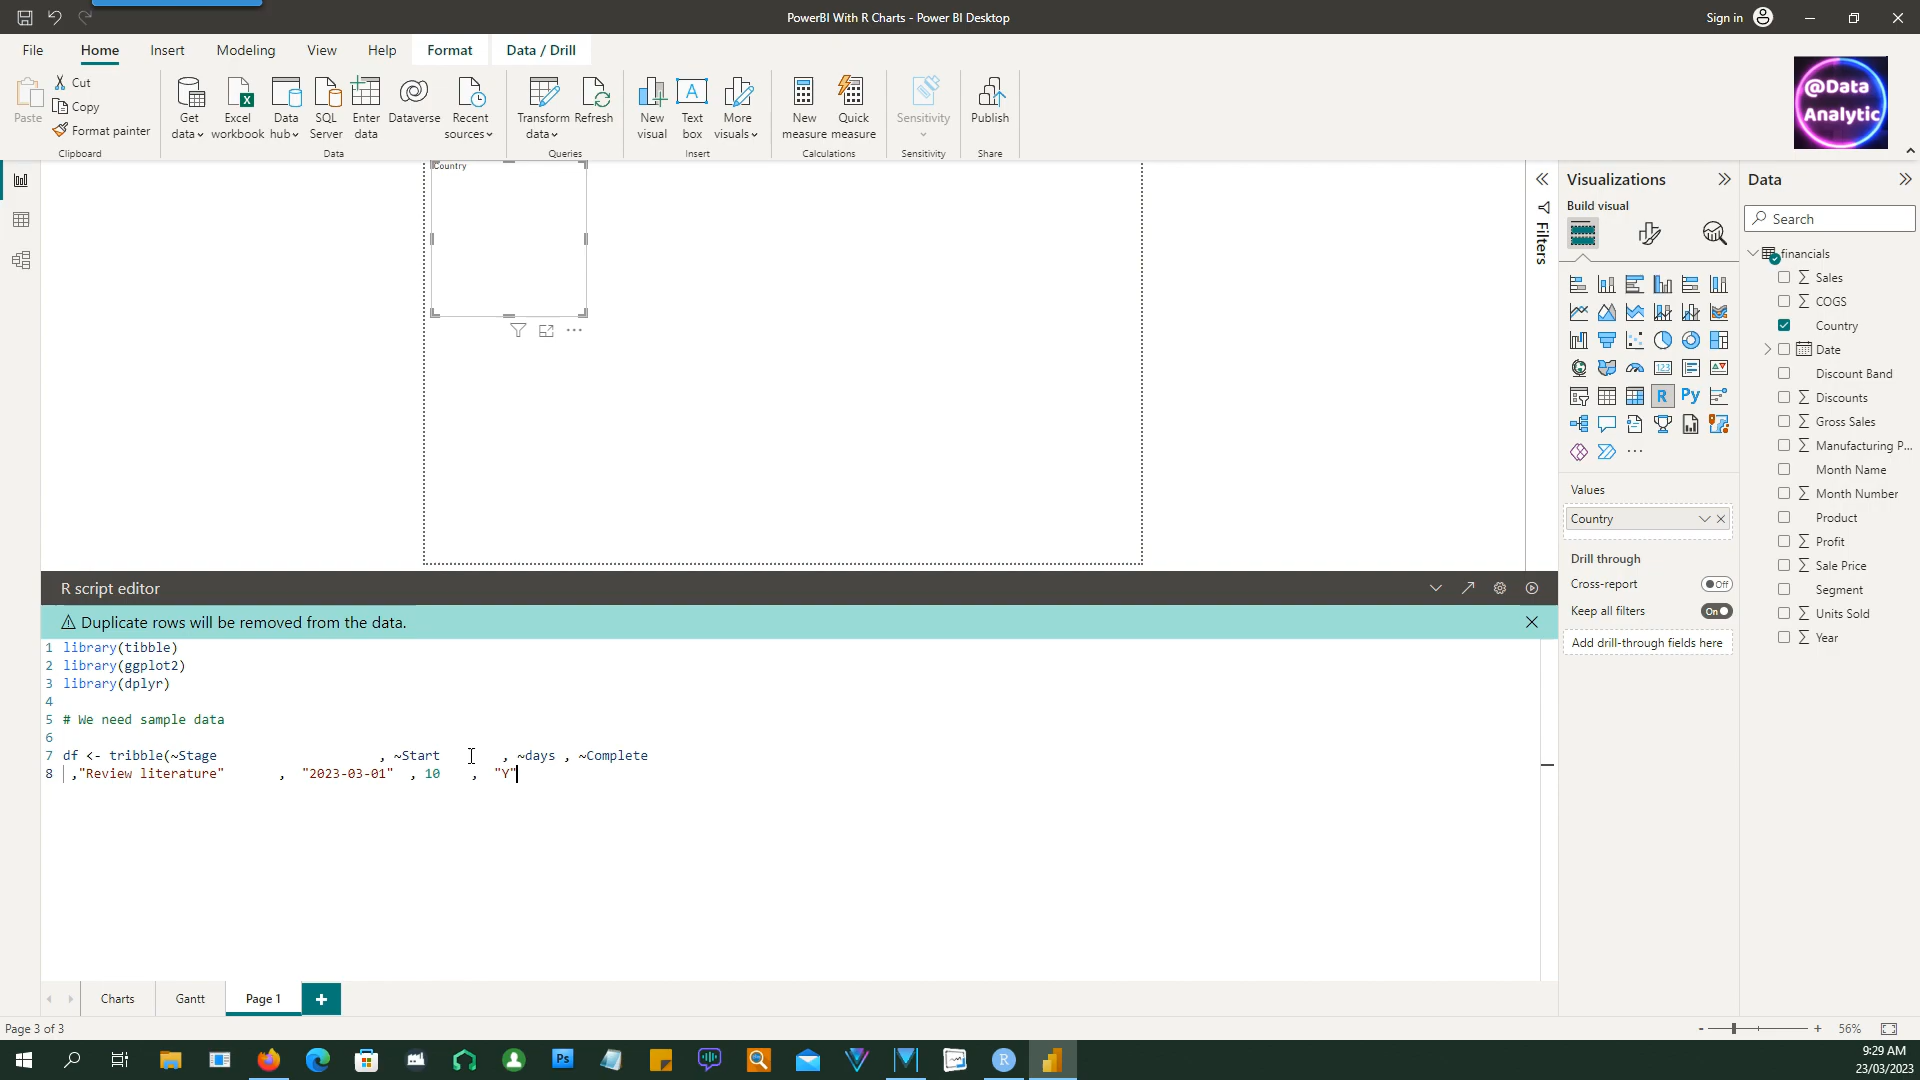 PowerBI With R Charts - Power BI Desktop
Sign in
File Home Insert Modeling View Help Format Data / Drill
Paste
Cut
Copy
Format painter
Clipboard
Get data
Excel workbook
Data hub
SQL Server
Enter data
Dataverse
Recent sources
Data
Transform data
Refresh
Queries
New visual
Text box
More visuals
Insert
New measure
Quick measure
Calculations
Sensitivity
Sensitivity
Publish
Share
@Data
Analytic
Country
Filters
Visualizations
Build visual
R
Py
123
Values
Country
Drill through
Cross-report
Off
Keep all filters
On
Add drill-through fields here
Data
Search
financials
Sales
COGS
Country
Date
Discount Band
Discounts
Gross Sales
Manufacturing P...
Month Name
Month Number
Product
Profit
Sale Price
Segment
Units Sold
Year
R script editor
Duplicate rows will be removed from the data.
1 library(tibble)
2 library(ggplot2)
3 library(dplyr)
4
5 # We need sample data
6
7 df <- tribble(~Stage , ~Start , ~days , ~Complete
8 ,"Review literature" , "2023-03-01" , 10 , "Y"
Charts Gantt Page 1 +
Page 3 of 3
- + 56%
Ps
R
9:29 AM
23/03/2023